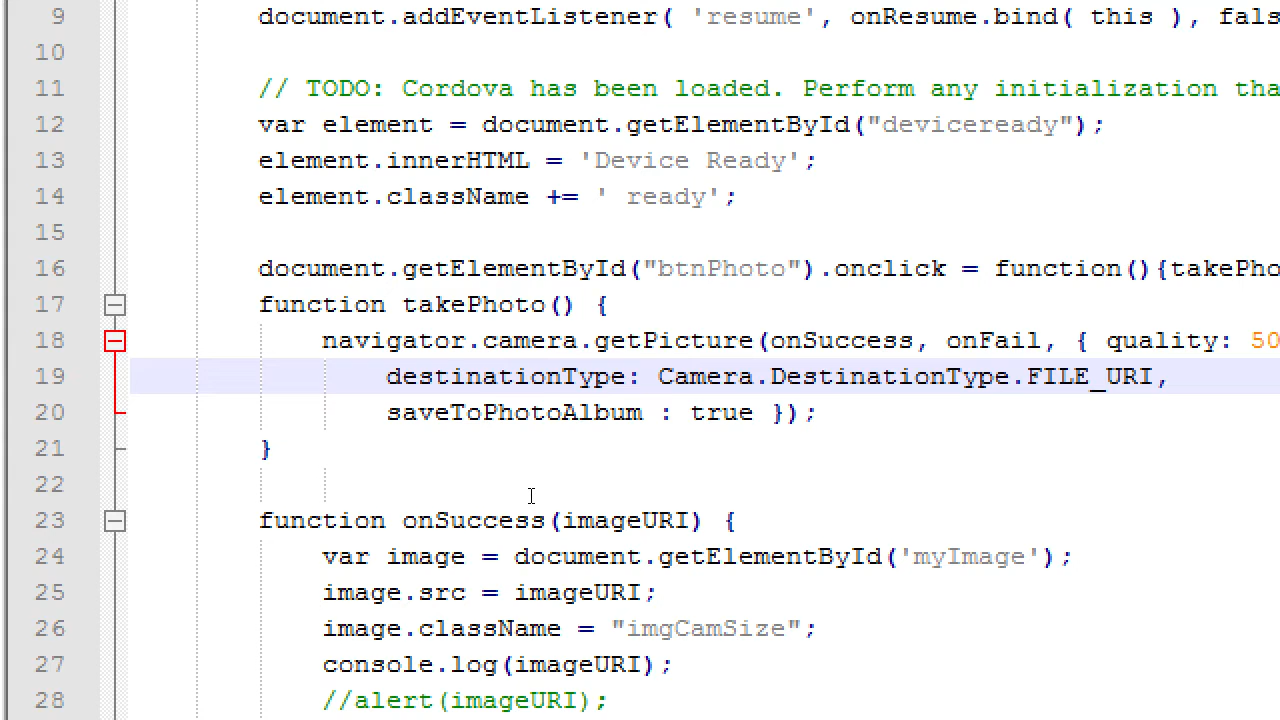 9 document.addEventListener( 'resume', onResume.bind( this ), fals
10
11 // TODO: Cordova has been loaded. Perform any initialization tha
12 var element = document.getElementById("deviceready");
13 element.innerHTML = 'Device Ready';
14 element.className += ' ready';
15
16 document.getElementById("btnPhoto").onclick = function(){takePho
17 function takePhoto() {
18 navigator.camera.getPicture(onSuccess, onFail, { quality: 50
19 destinationType: Camera.DestinationType.FILE_URI,
20 saveToPhotoAlbum : true });
21 }
22
23 function onSuccess(imageURI) {
24 var image = document.getElementById('myImage');
25 image.src = imageURI;
26 image.className = "imgCamSize";
27 console.log(imageURI);
28 //alert(imageURI);